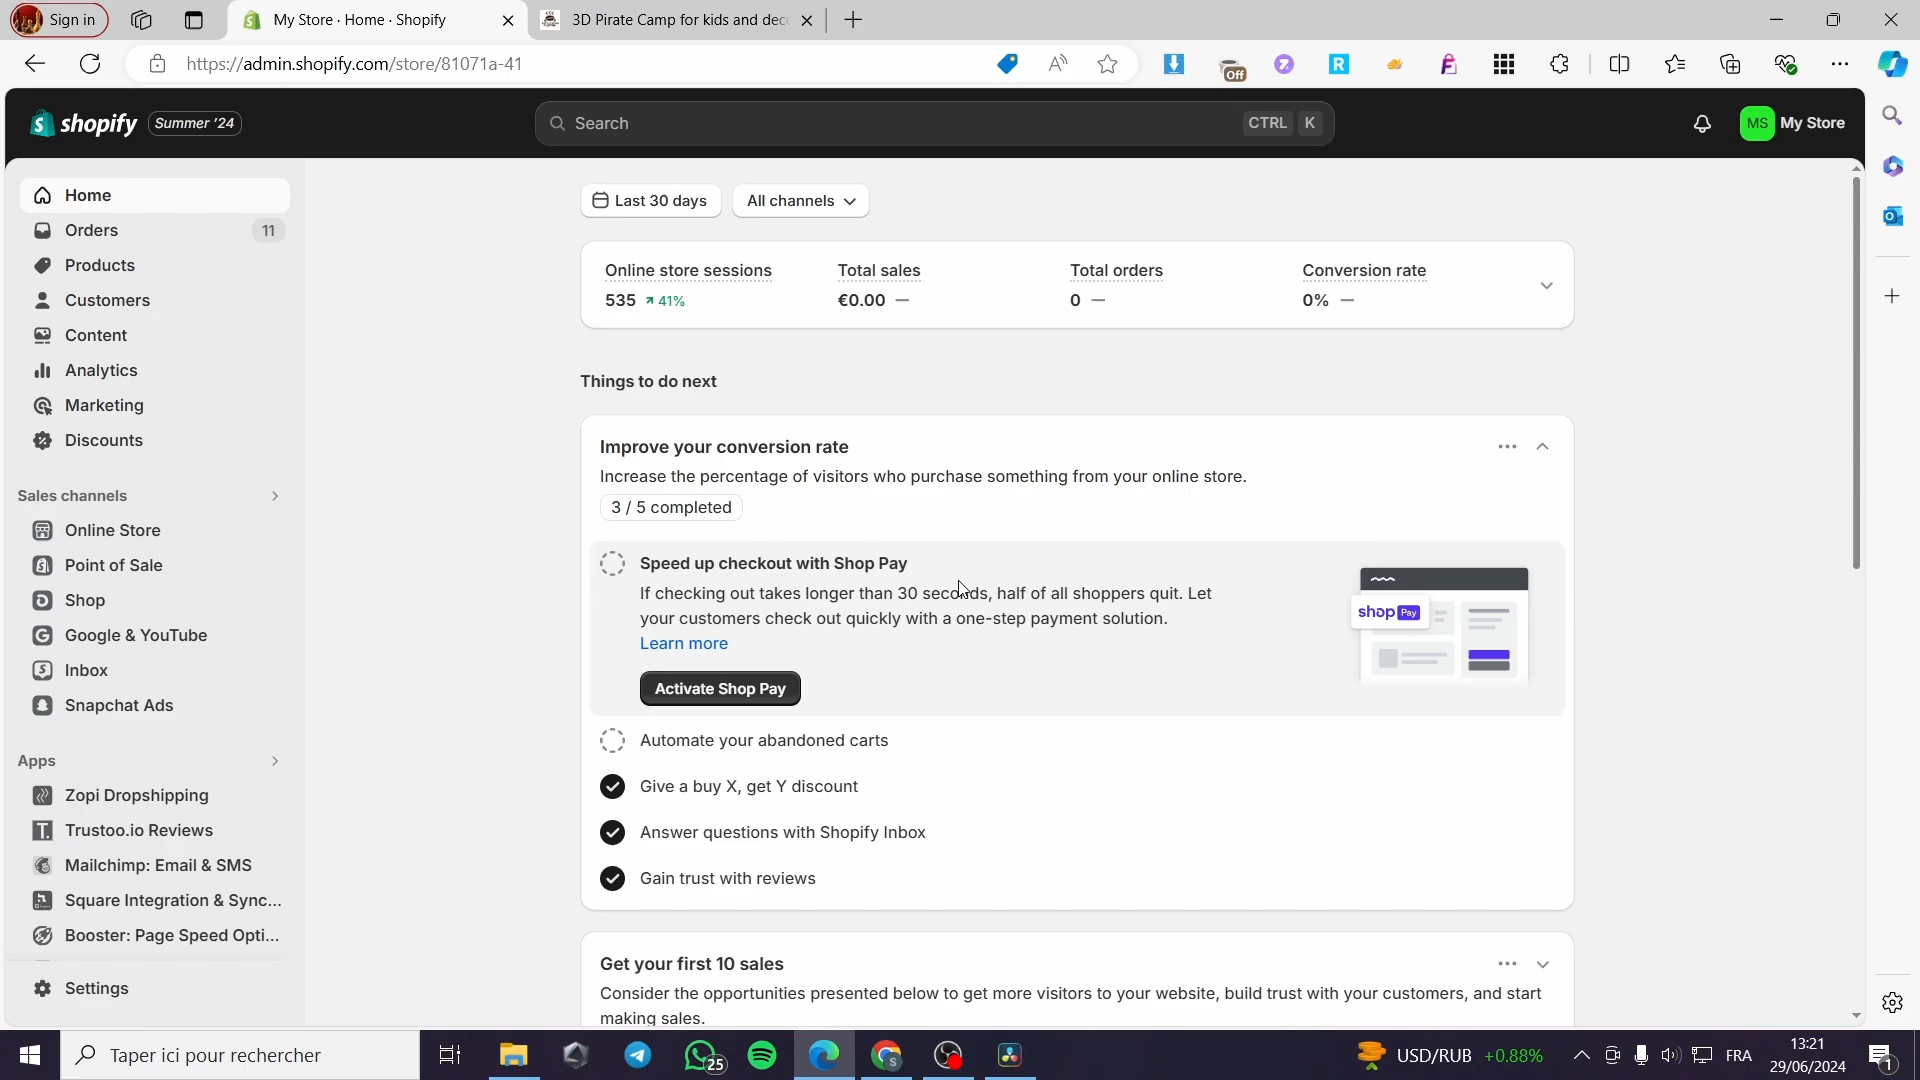 Sign in
My Store · Home · Shopify
3D Pirate Camp for kids and deco
https://admin.shopify.com/store/81071a-41
Off
shopify
Summer '24
Search
CTRL K
MS
My Store
Home
Orders
11
Products
Customers
Content
Analytics
Marketing
Discounts
Sales channels
Online Store
Point of Sale
Shop
Google & YouTube
Inbox
Snapchat Ads
Apps
Zopi Dropshipping
Trustoo.io Reviews
Mailchimp: Email & SMS
Square Integration & Sync...
Booster: Page Speed Opti...
Settings
Last 30 days
All channels
Online store sessions
535
41%
Total sales
€0.00 —
Total orders
0 —
Conversion rate
0% —
Things to do next
Improve your conversion rate
Increase the percentage of visitors who purchase something from your online store.
3 / 5 completed
Speed up checkout with Shop Pay
If checking out takes longer than 30 seconds, half of all shoppers quit. Let
your customers check out quickly with a one-step payment solution.
Learn more
Activate Shop Pay
shop Pay
Automate your abandoned carts
Give a buy X, get Y discount
Answer questions with Shopify Inbox
Gain trust with reviews
Get your first 10 sales
Consider the opportunities presented below to get more visitors to your website, build trust with your customers, and start
making sales.
Taper ici pour rechercher
25
USD/RUB
+0.88%
FRA
13:21
29/06/2024
1